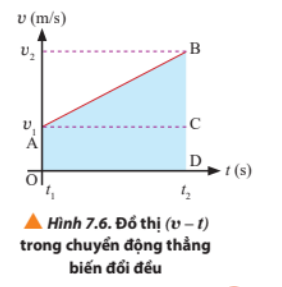 v (m/s)
v₂
B
v₁
C
A
D
O
t (s)
t₁
t₂
Hình 7.6. Đồ thị (v – t)
trong chuyển động thẳng
biến đổi đều